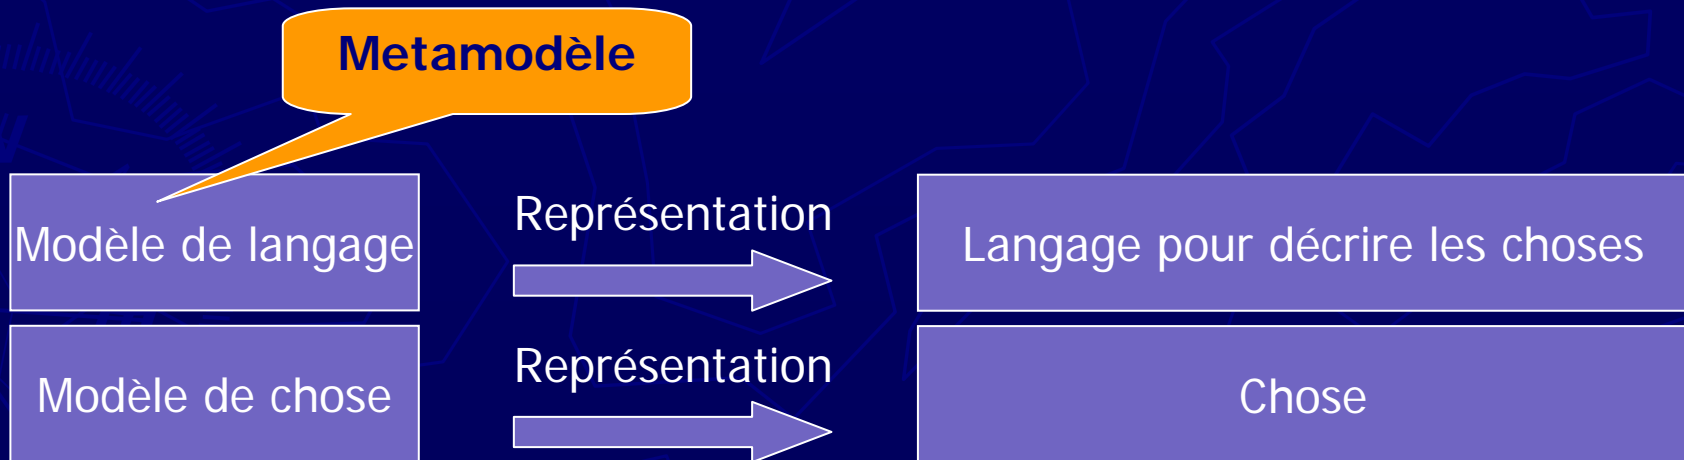 Metamodèle
Modèle de langage
Représentation
Langage pour décrire les choses
Modèle de chose
Représentation
Chose